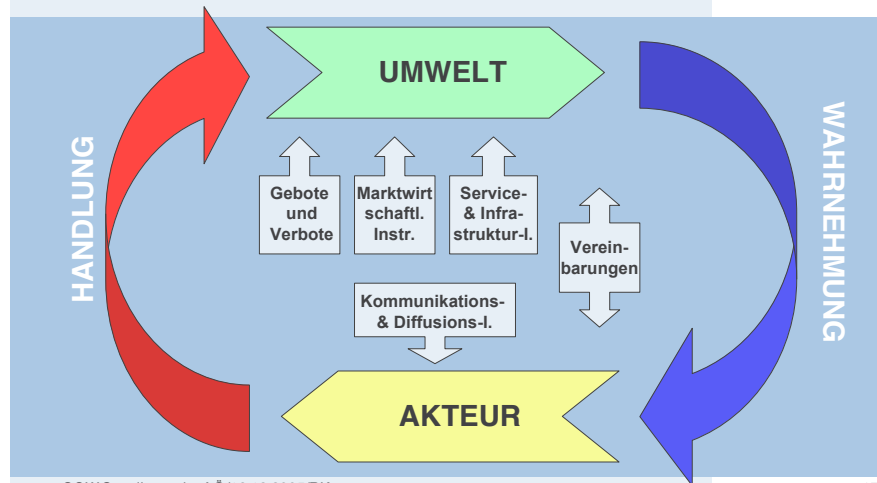 UMWELT
HANDLUNG
WAHRNEHMUNG
Gebote
und
Verbote
Marktwirt
schaftl.
Instr.
Service-
& Infra-
struktur-I.
Verein-
barungen
Kommunikations-
& Diffusions-I.
AKTEUR